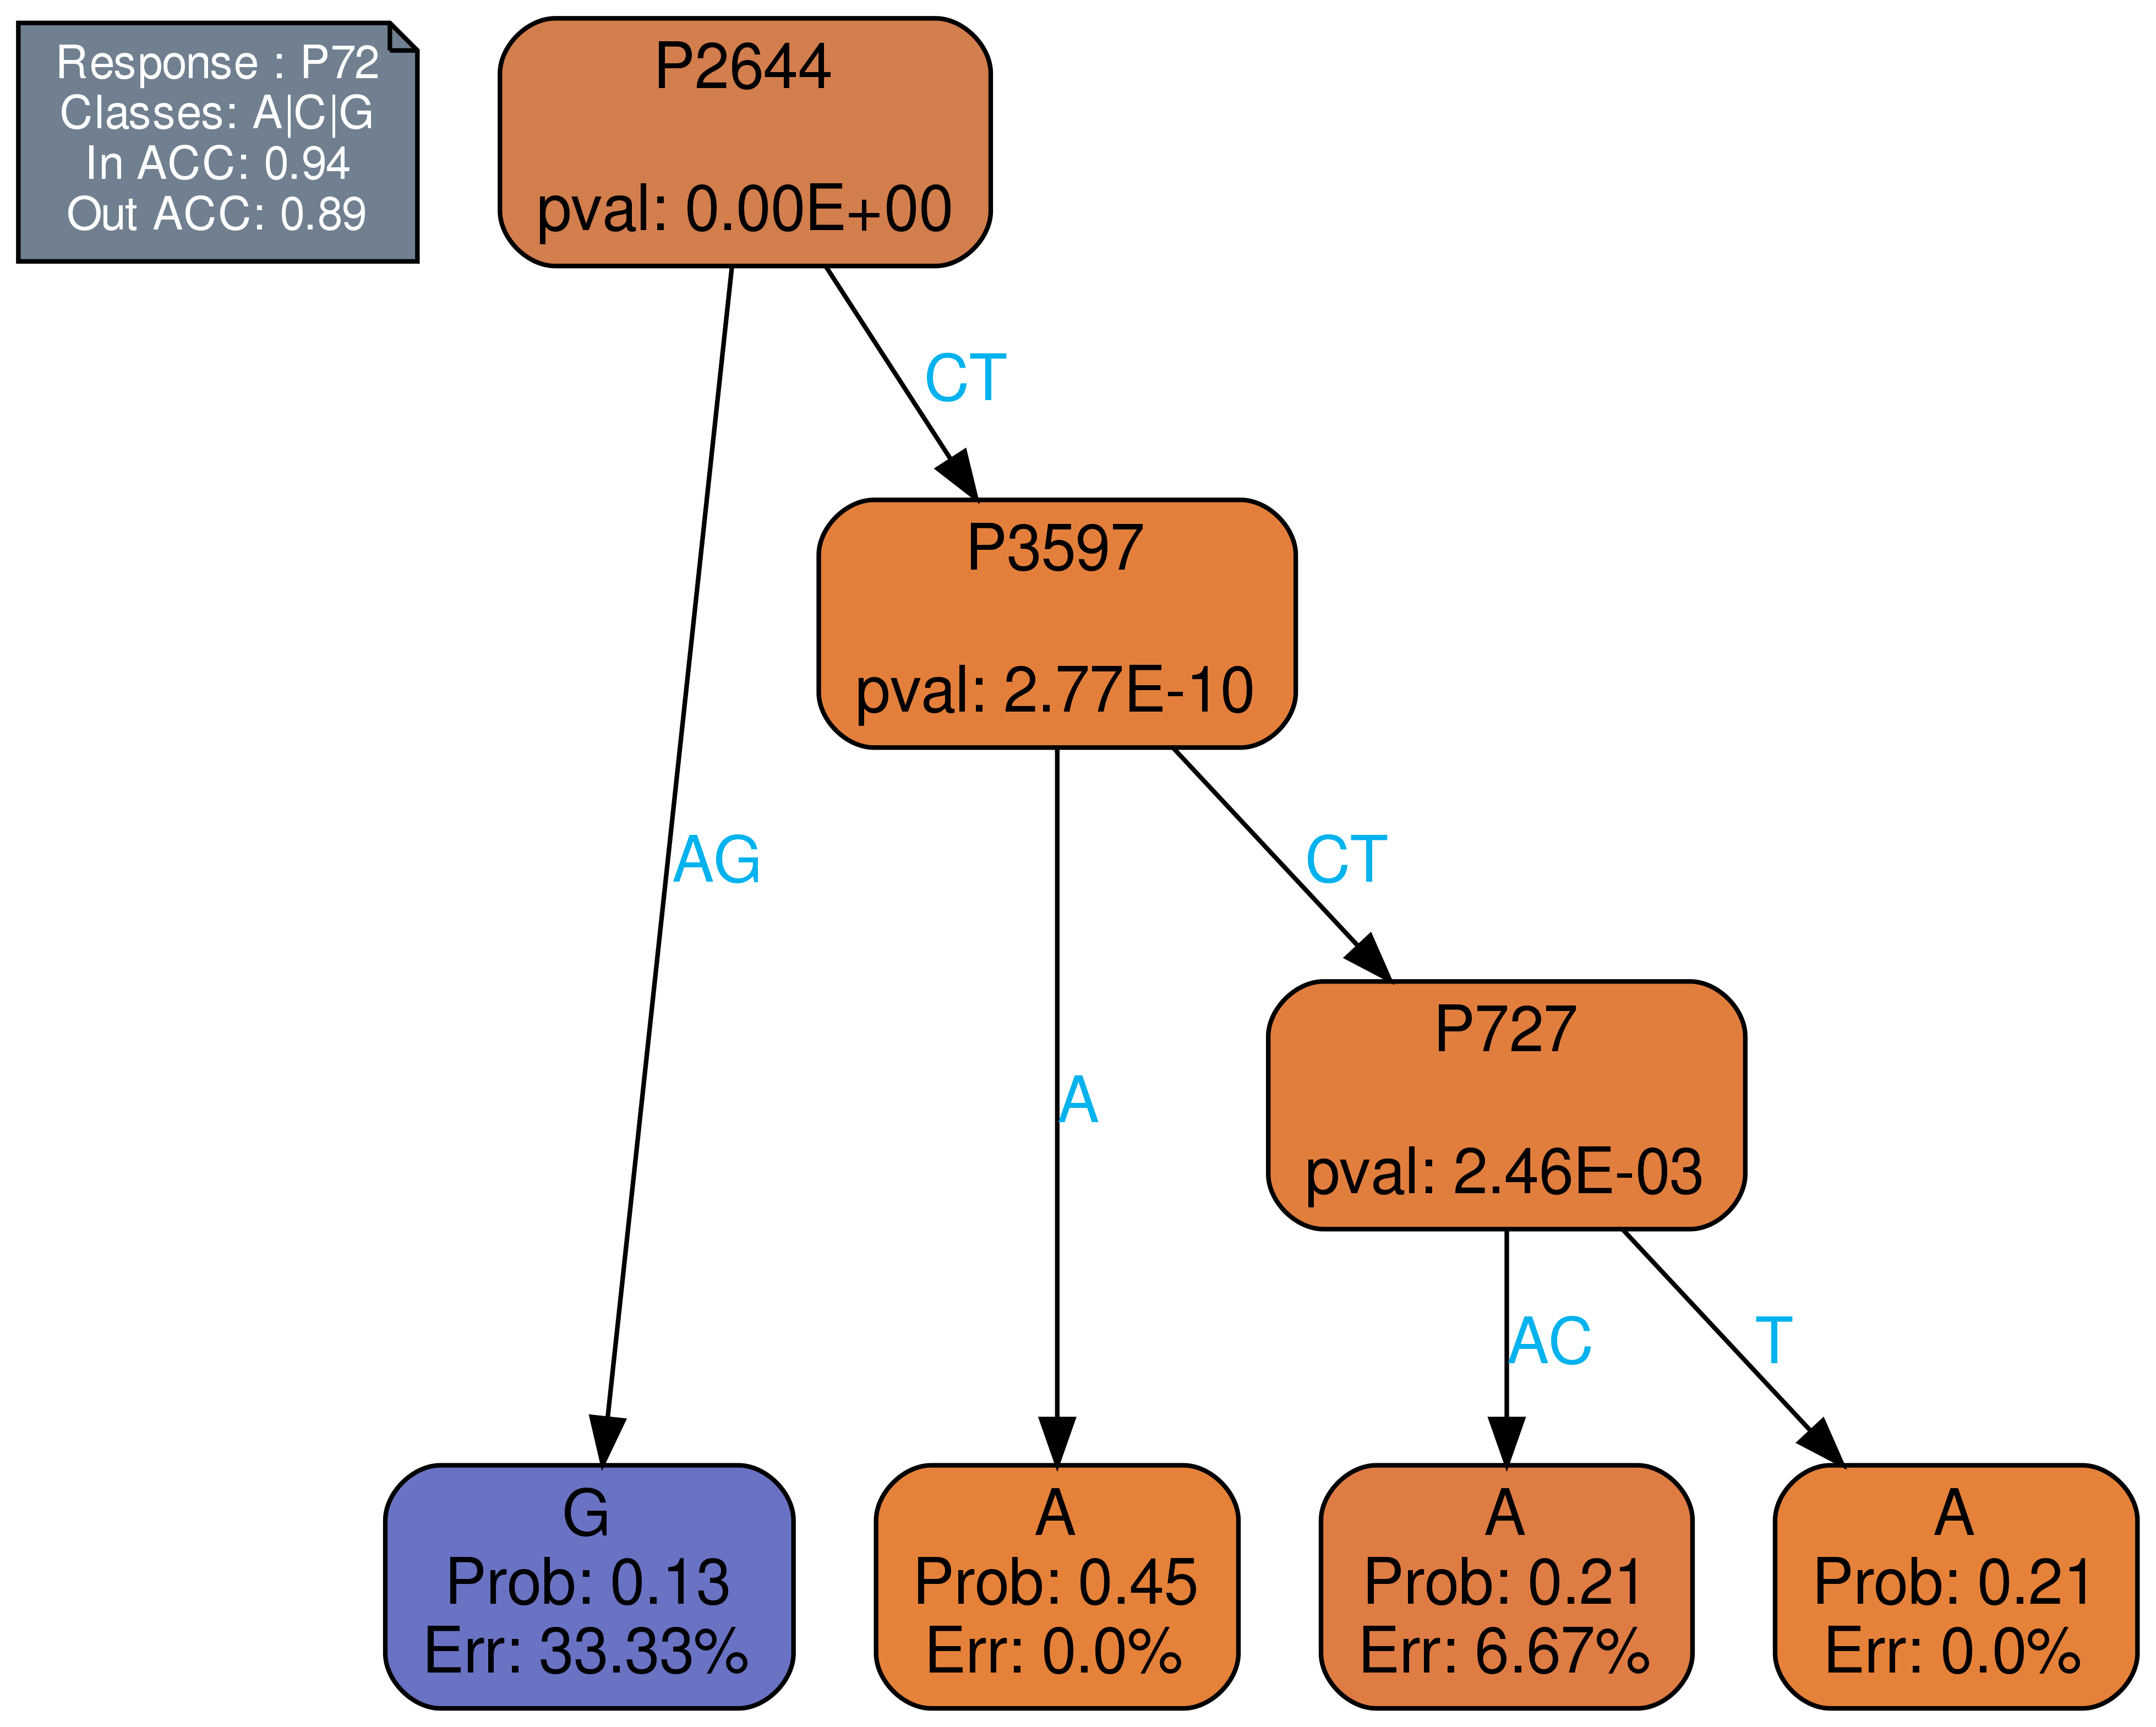 Response : P72
Classes: A|C|G
In ACC: 0.94
Out ACC: 0.89
P2644
pval: 0.00E+00
CT
P3597
pval: 2.77E-10
AG
CT
A
P727
pval: 2.46E-03
AC
T
G
Prob: 0.13
Err: 33.33%
A
Prob: 0.45
Err: 0.0%
A
Prob: 0.21
Err: 6.67%
A
Prob: 0.21
Err: 0.0%